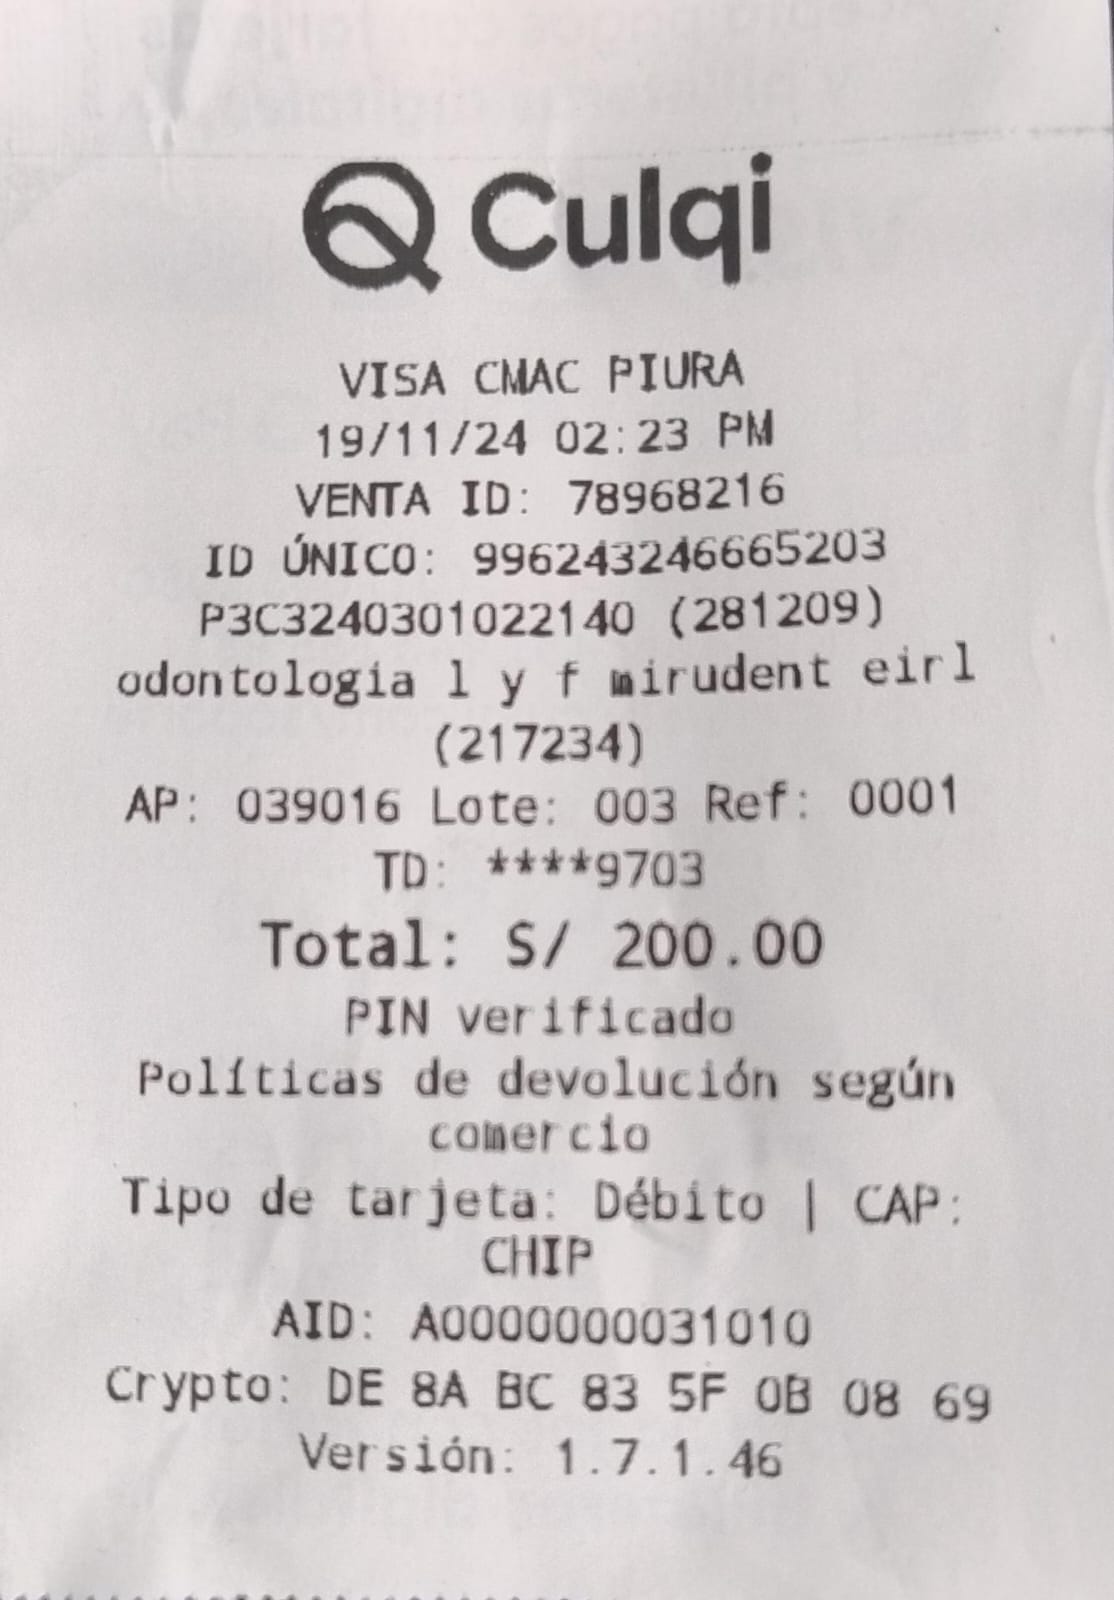 Culqi
VISA CMAC PIURA
19/11/24 02:23 PM
VENTA ID: 78968216
ID ÚNICO: 996243246665203
P3C3240301022140 (281209)
odontologia l y f mirudent eirl
(217234)
AP: 039016 Lote: 003 Ref: 0001
TD: ****9703
Total: S/ 200.00
PIN verificado
Políticas de devolución según
comercio
Tipo de tarjeta: Débito | CAP:
CHIP
AID: A0000000031010
Crypto: DE 8A BC 83 5F 0B 08 69
Versión: 1.7.1.46